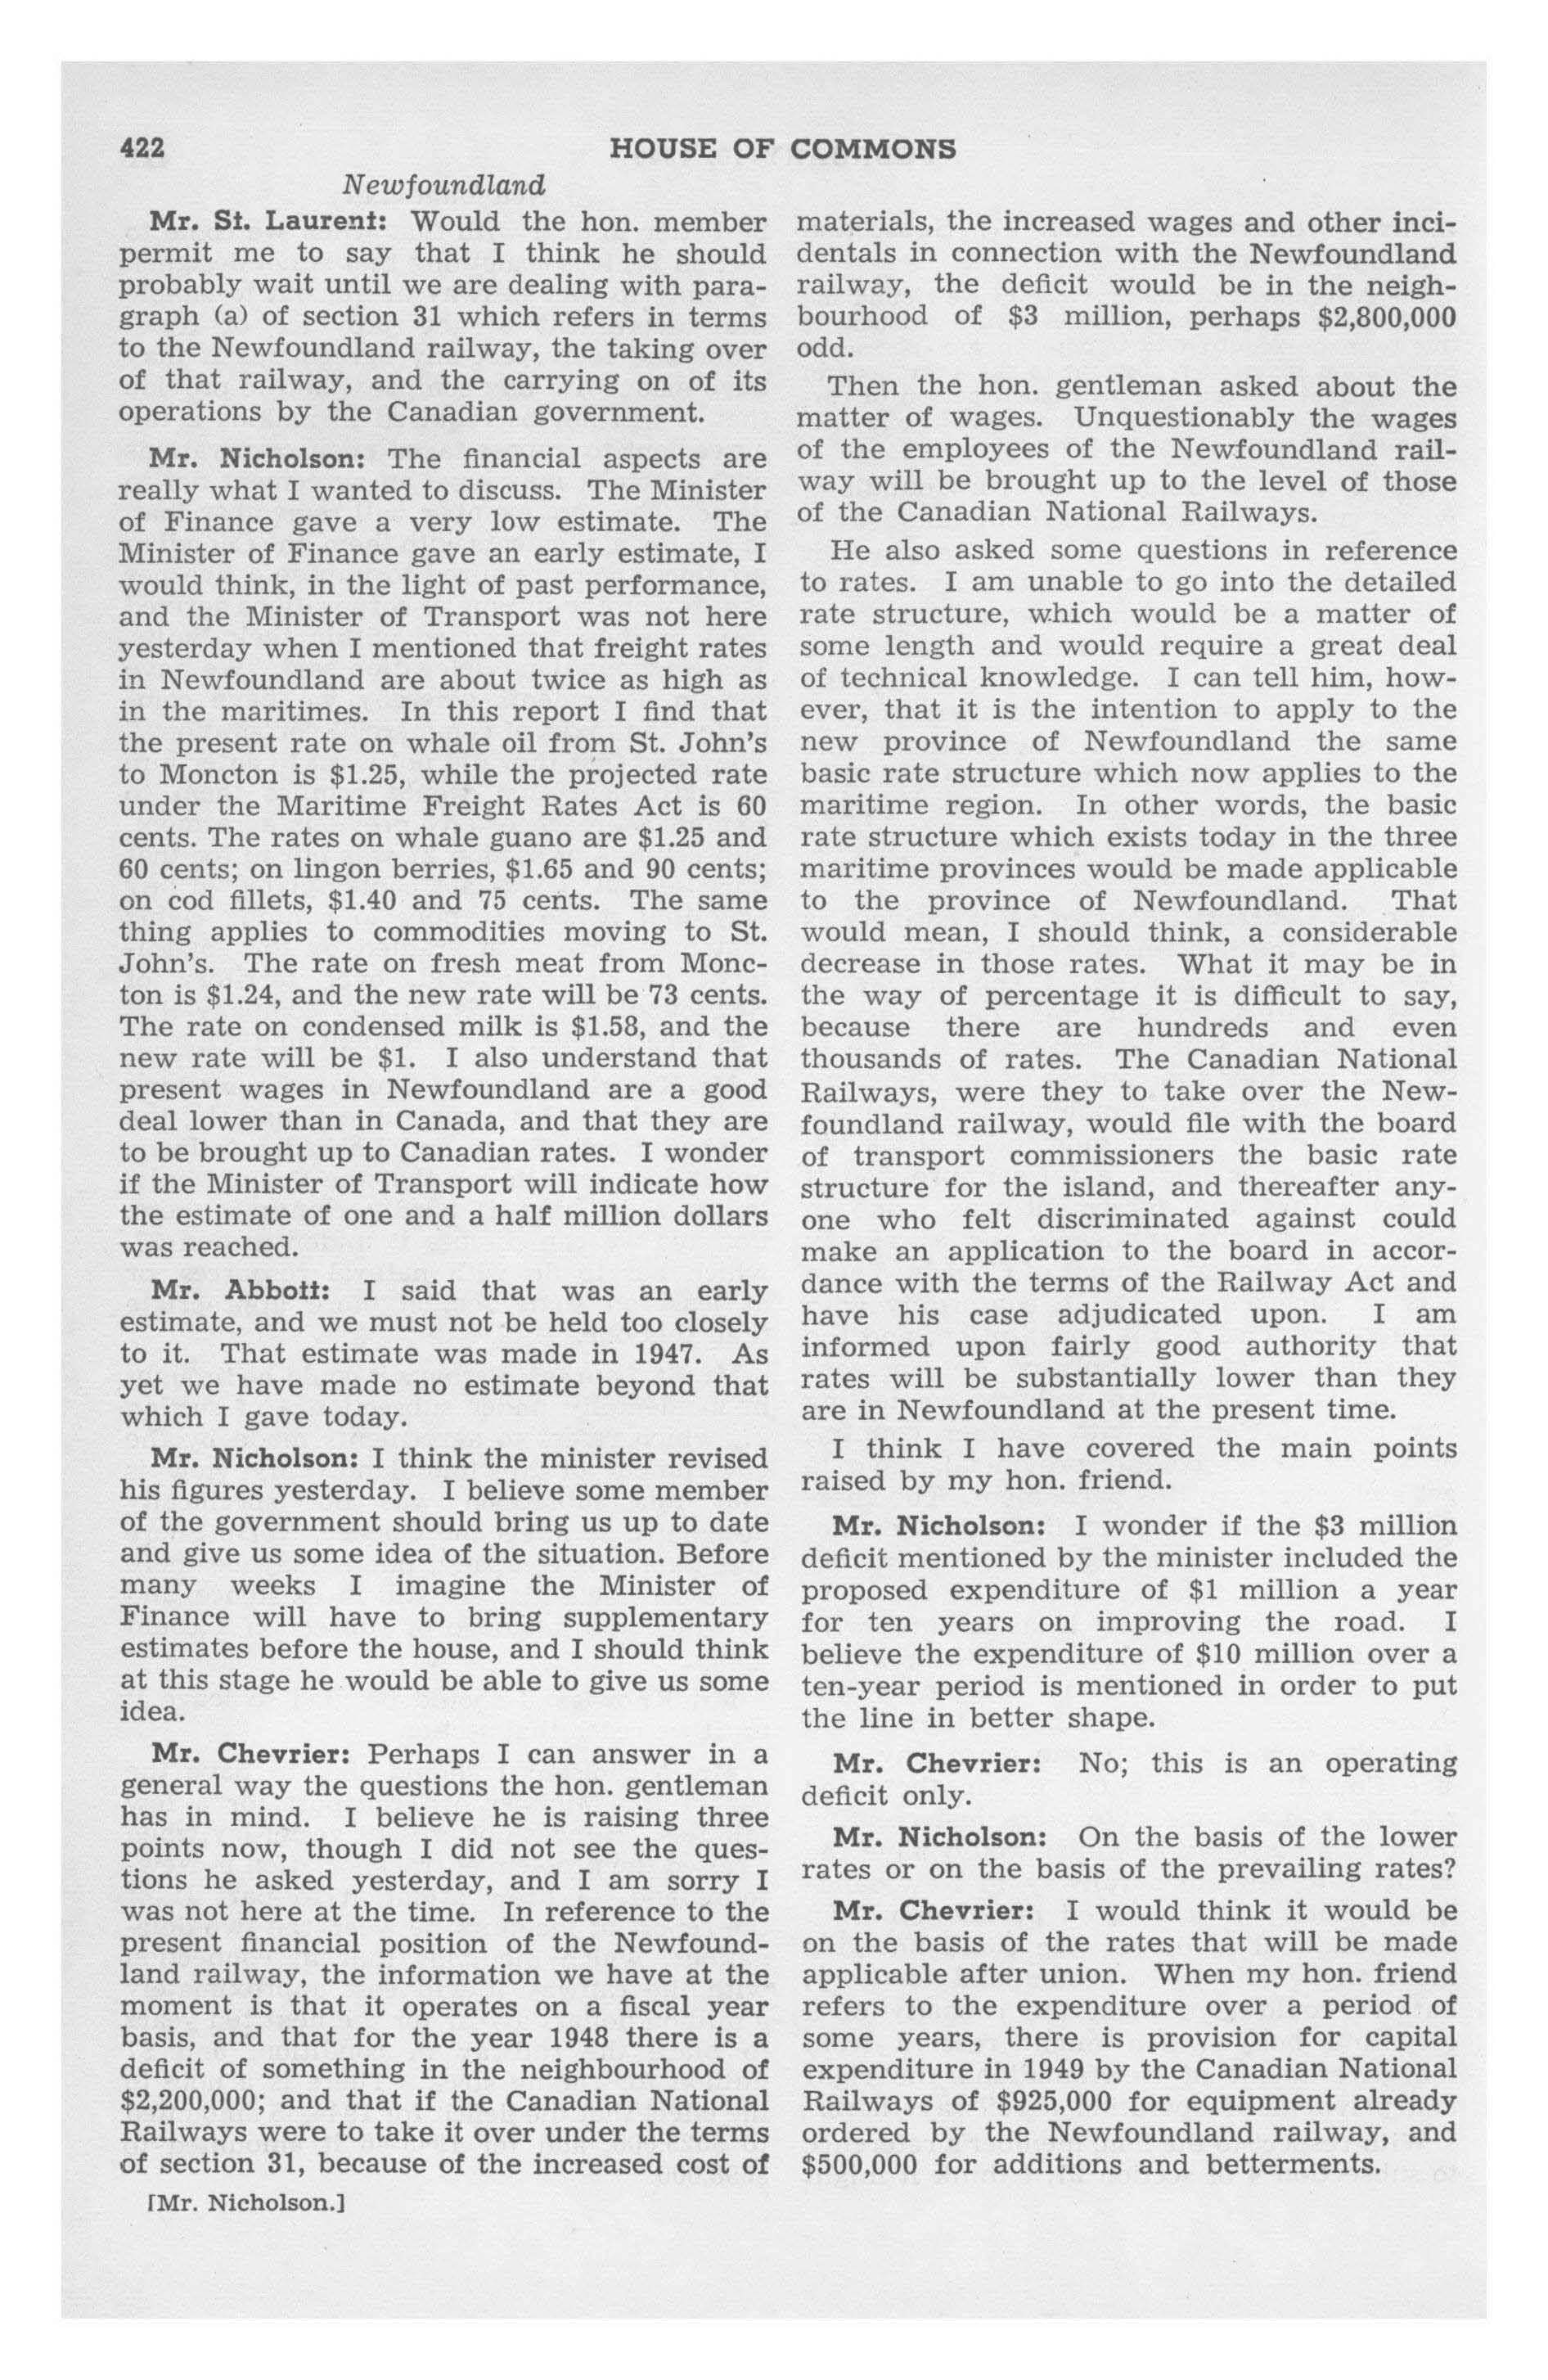 422
HOUSE OF COMMONS
Newfoundland
Mr. St. Laurent: Would the hon. member
permit me to say that I think he should
probably wait until we are dealing with para-
graph (a) of section 31 which refers in terms
to the Newfoundland railway, the taking over
of that railway, and the carrying on of its
operations by the Canadian government.
Mr. Nicholson: The financial aspects are
really what I wanted to discuss. The Minister
of Finance gave a very low estimate. The
Minister of Finance gave an early estimate, I
would think, in the light of past performance,
and the Minister of Transport was not here
yesterday when I mentioned that freight rates
in Newfoundland are about twice as high as
in the maritimes. In this report I find that
the present rate on whale oil from St. John's
to Moncton is $1.25, while the projected rate
under the Maritime Freight Rates Act is 60
cents. The rates on whale guano are $1.25 and
60 cents; on lingon berries, $1.65 and 90 cents;
on cod fillets, $1.40 and 75 cents. The same
thing applies to commodities moving to St.
John's. The rate on fresh meat from Monc-
ton is $1.24, and the new rate will be 73 cents.
The rate on condensed milk is $1.58, and the
new rate will be $1. I also understand that
present wages in Newfoundland are a good
deal lower than in Canada, and that they are
to be brought up to Canadian rates. I wonder
if the Minister of Transport will indicate how
the estimate of one and a half million dollars
was reached.
Mr. Abbott: I said that was an early
estimate, and we must not be held too closely
to it. That estimate was made in 1947. As
yet we have made no estimate beyond that
which I gave today.
Mr. Nicholson: I think the minister revised
his figures yesterday. I believe some member
of the government should bring us up to date
and give us some idea of the situation. Before
many weeks I imagine the Minister of
Finance will have to bring supplementary
estimates before the house, and I should think
at this stage he would be able to give us some
idea.
Mr. Chevrier: Perhaps I can answer in a
general way the questions the hon. gentleman
has in mind. I believe he is raising three
points now, though I did not see the ques-
tions he asked yesterday, and I am sorry I
was not here at the time. In reference to the
present financial position of the Newfound-
land railway, the information we have at the
moment is that it operates on a fiscal year
basis, and that for the year 1948 there is a
deficit of something in the neighbourhood of
$2,200,000; and that if the Canadian National
Railways were to take it over under the terms
of section 31, because of the increased cost of
[Mr. Nicholson.]
materials, the increased wages and other inci-
dentals in connection with the Newfoundland
railway, the deficit would be in the neigh-
bourhood of $3 million, perhaps $2,800,000
odd.
Then the hon. gentleman asked about the
matter of wages. Unquestionably the wages
of the employees of the Newfoundland rail-
way will be brought up to the level of those
of the Canadian National Railways.
He also asked some questions in reference
to rates. I am unable to go into the detailed
rate structure, which would be a matter of
some length and would require a great deal
of technical knowledge. I can tell him, how-
ever, that it is the intention to apply to the
new province of Newfoundland the same
basic rate structure which now applies to the
maritime region. In other words, the basic
rate structure which exists today in the three
maritime provinces would be made applicable
to the province of Newfoundland. That
would mean, I should think, a considerable
decrease in those rates. What it may be in
the way of percentage it is difficult to say,
because there are hundreds and even
thousands of rates. The Canadian National
Railways, were they to take over the New-
foundland railway, would file with the board
of transport commissioners the basic rate
structure for the island, and thereafter any-
one who felt discriminated against could
make an application to the board in accor-
dance with the terms of the Railway Act and
have his case adjudicated upon. I am
informed upon fairly good authority that
rates will be substantially lower than they
are in Newfoundland at the present time.
I think I have covered the main points
raised by my hon. friend.
Mr. Nicholson: I wonder if the $3 million
deficit mentioned by the minister included the
proposed expenditure of $1 million a year
for ten years on improving the road. I
believe the expenditure of $10 million over a
ten-year period is mentioned in order to put
the line in better shape.
Mr. Chevrier: No; this is an operating
deficit only.
Mr. Nicholson: On the basis of the lower
rates or on the basis of the prevailing rates?
Mr. Chevrier: I would think it would be
on the basis of the rates that will be made
applicable after union. When my hon. friend
refers to the expenditure over a period of
some years, there is provision for capital
expenditure in 1949 by the Canadian National
Railways of $925,000 for equipment already
ordered by the Newfoundland railway, and
$500,000 for additions and betterments.